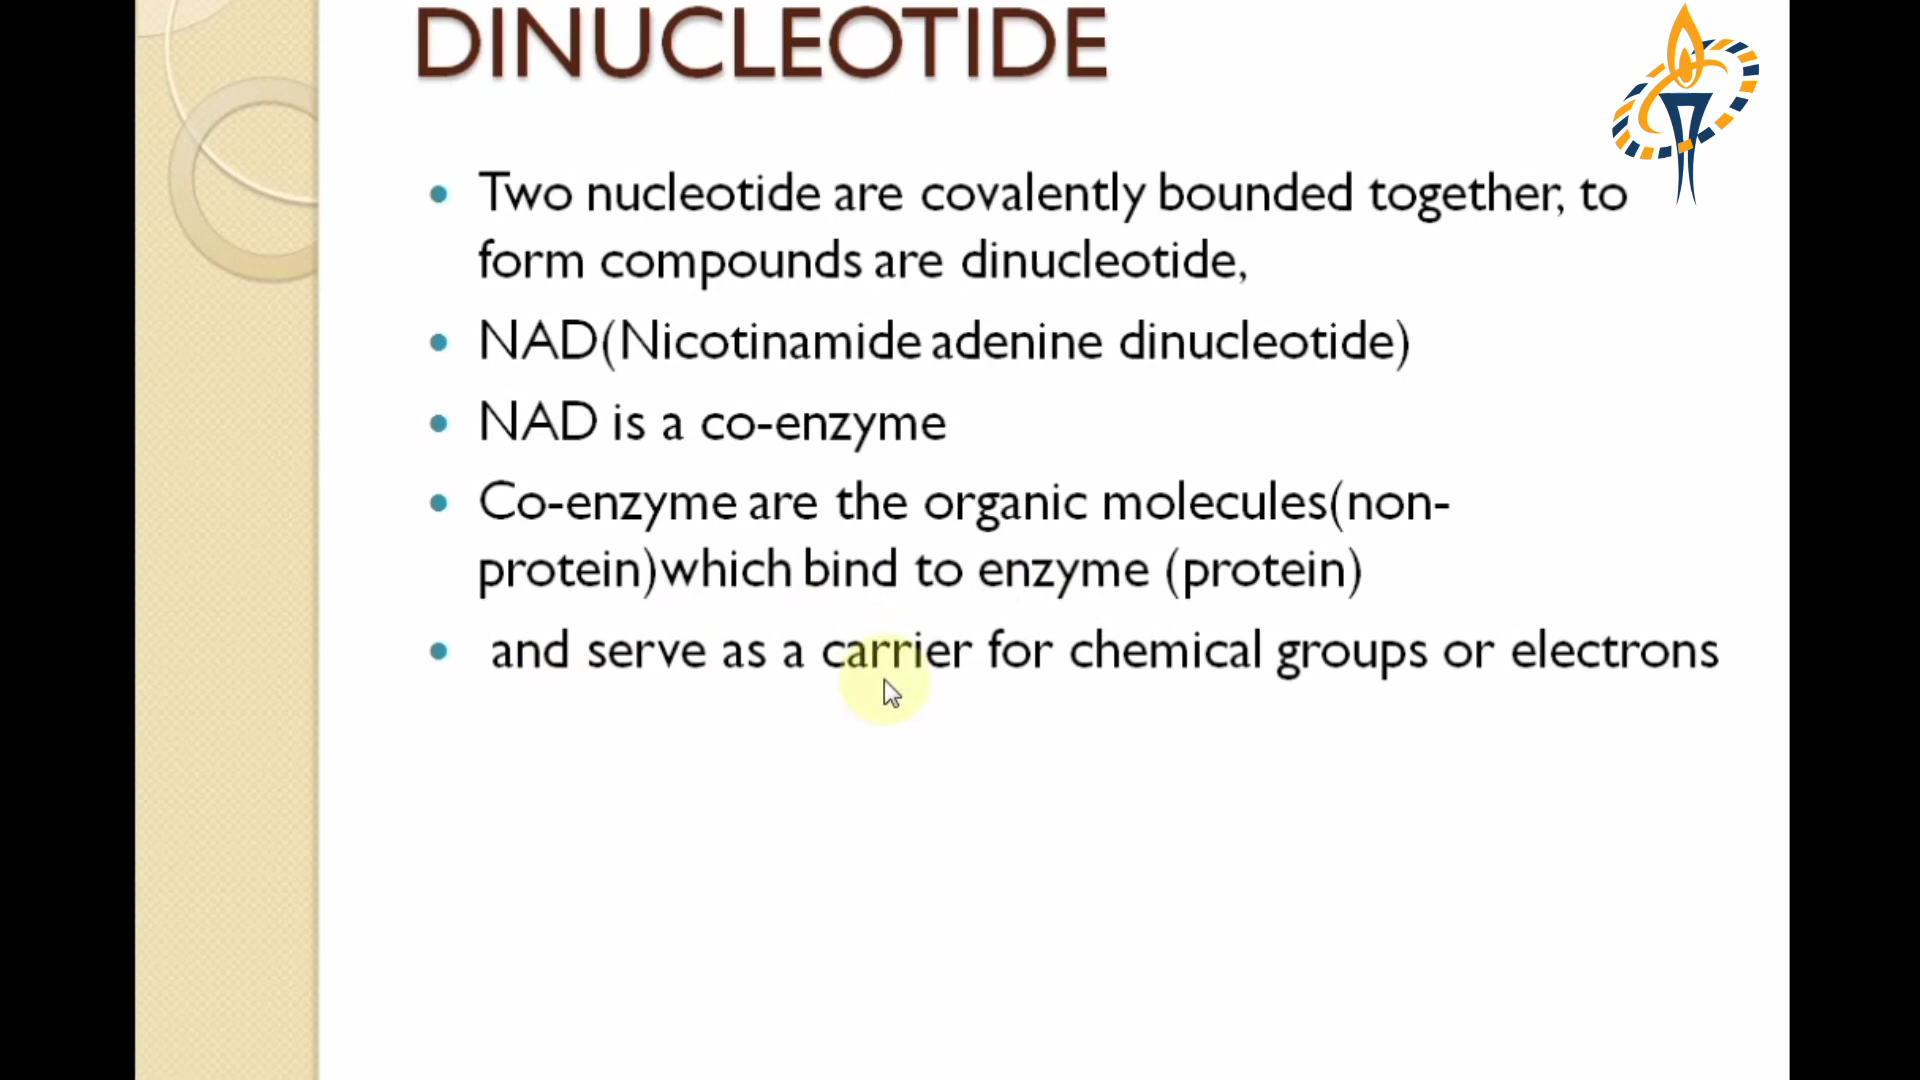 DINUCLEOTIDE
Two nucleotide are covalently bounded together, to
form compounds are dinucleotide,
NAD(Nicotinamide adenine dinucleotide)
NAD is a co-enzyme
Co-enzyme are the organic molecules(non-
protein)which bind to enzyme (protein)
and serve as a carrier for chemical groups or electrons